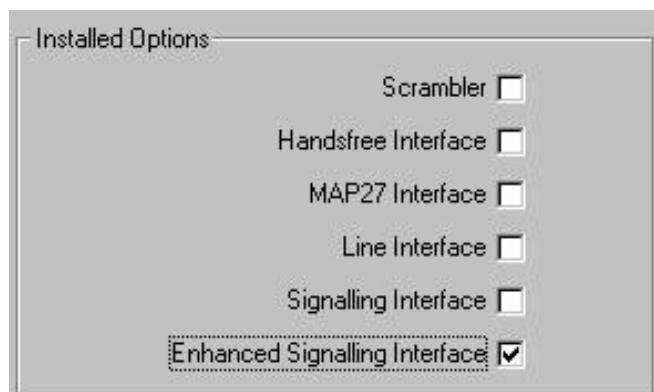 Installed Options
Scrambler
Handsfree Interface
MAP27 Interface
Line Interface
Signalling Interface
Enhanced Signalling Interface